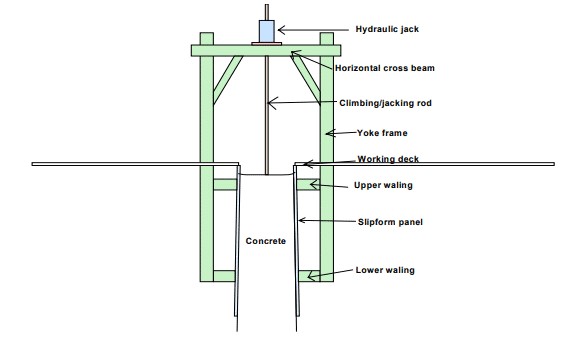 Hydraulic jack
Horizontal cross beam
Climbing/jacking rod
Yoke frame
Working deck
Upper waling
Slipform panel
Concrete
Lower waling